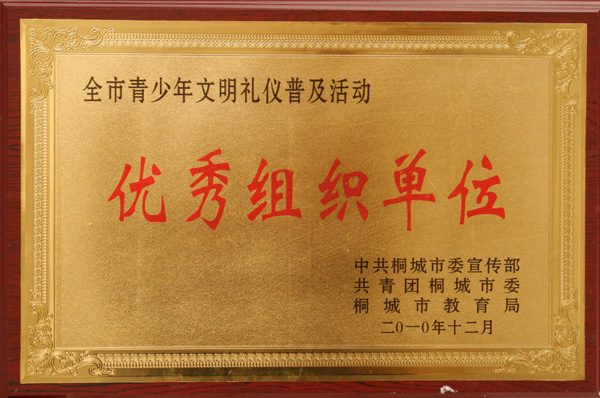 全市青少年文明礼仪普及活动
优秀组织单位
中共桐城市委宣传部
共青团桐城市委
桐城市教育局
二〇一〇年十二月